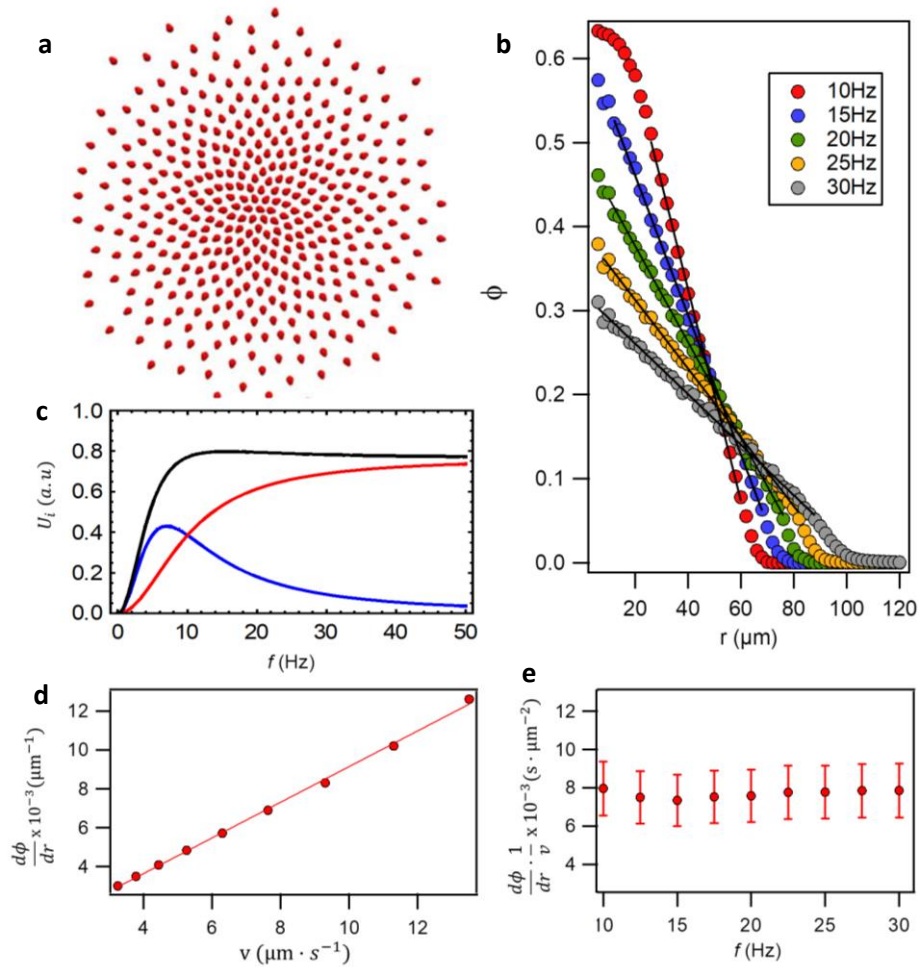 a
b
0.6
0.5
0.4
0.3
0.2
0.1
0.0
ϕ
10Hz
15Hz
20Hz
25Hz
30Hz
20 40 60 80 100 120
r (µm)
c
1.0
0.8
0.6
0.4
0.2
0.0
U_i (a.u)
0 10 20 30 40 50
f (Hz)
d
12
10
8
6
4
dϕ/dr x 10⁻³ (µm⁻¹)
4 6 8 10 12
v (µm · s⁻¹)
e
12
10
8
6
4
dϕ/dr · 1/v x 10⁻³ (s · µm⁻²)
10 15 20 25 30
f (Hz)